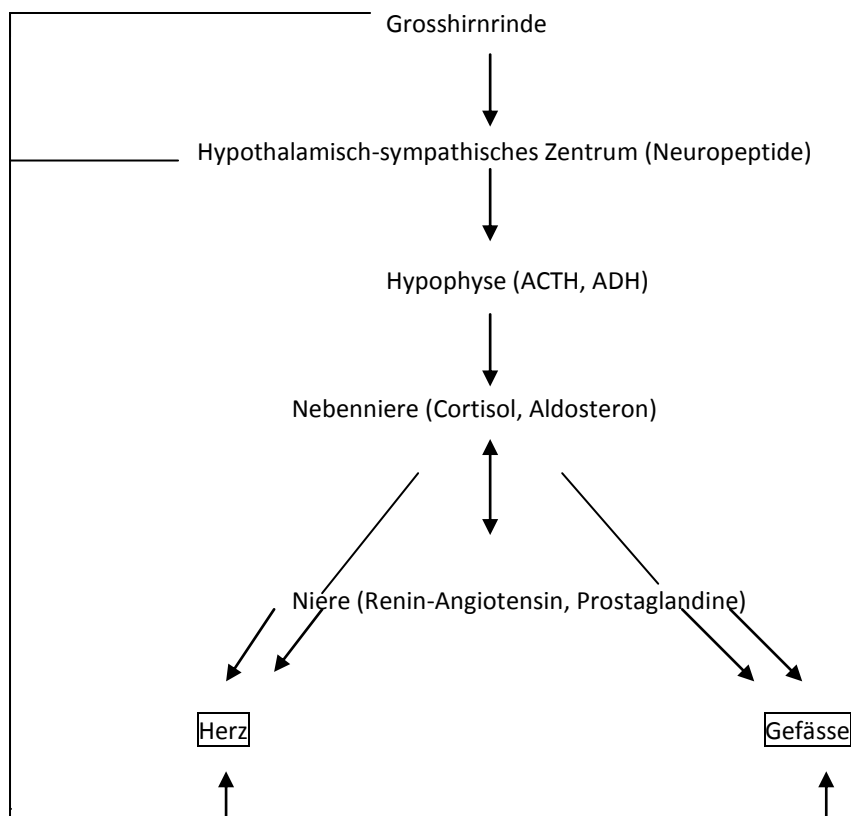 Grosshirnrinde
Hypothalamisch-sympathisches Zentrum (Neuropeptide)
Hypophyse (ACTH, ADH)
Nebenniere (Cortisol, Aldosteron)
Niere (Renin-Angiotensin, Prostaglandine)
Herz
Gefässe